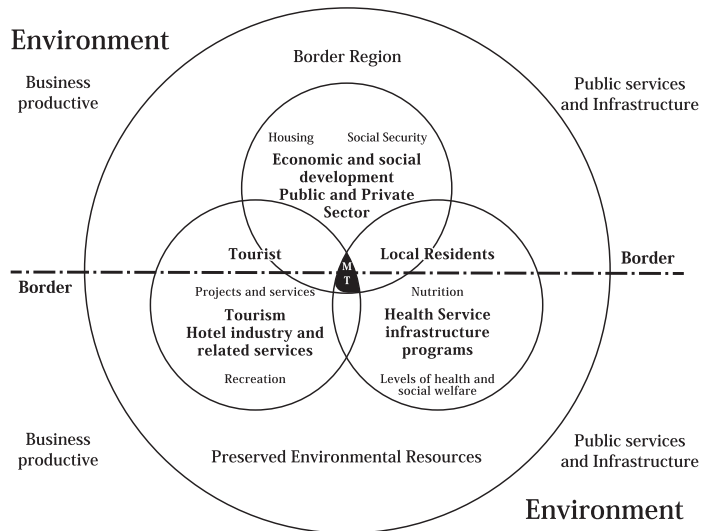 Environment
Border Region
Business
productive
Public services
and Infrastructure
Housing
Social Security
Economic and social
development
Public and Private
Sector
Tourist
Local Residents
M
T
Border
Border
Projects and services
Nutrition
Tourism
Hotel industry and
related services
Health Service
infrastructure
programs
Recreation
Levels of health and
social welfare
Business
productive
Preserved Environmental Resources
Public services
and Infrastructure
Environment